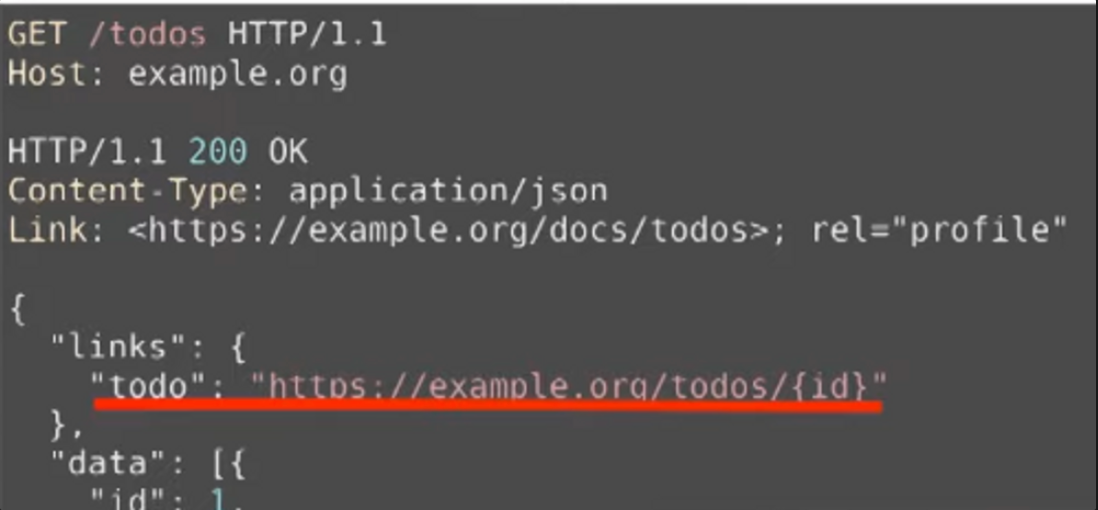 GET /todos HTTP/1.1
Host: example.org
HTTP/1.1 200 OK
Content-Type: application/json
Link: <https://example.org/docs/todos>; rel="profile"
{
"links": {
"todo": "https://example.org/todos/{id}"
},
"data": [{
"id": 1,